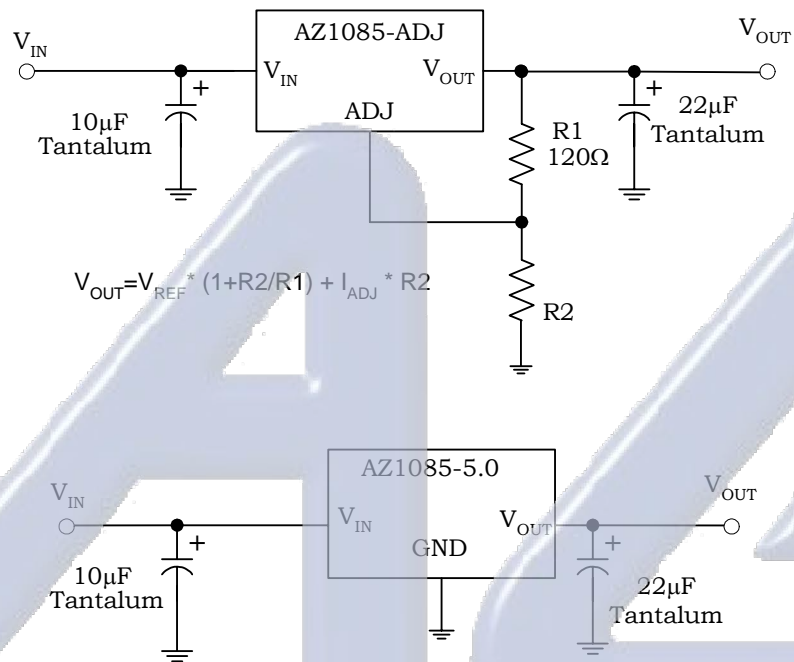 AZ1085-ADJ
V_IN
V_OUT
V_IN
V_OUT
ADJ
+
10µF
Tantalum
+
22µF
Tantalum
R1
120Ω
V_OUT=V_REF* (1+R2/R1) + I_ADJ * R2
R2
AZ1085-5.0
V_IN
V_OUT
V_IN
V_OUT
GND
+
10µF
Tantalum
+
22µF
Tantalum